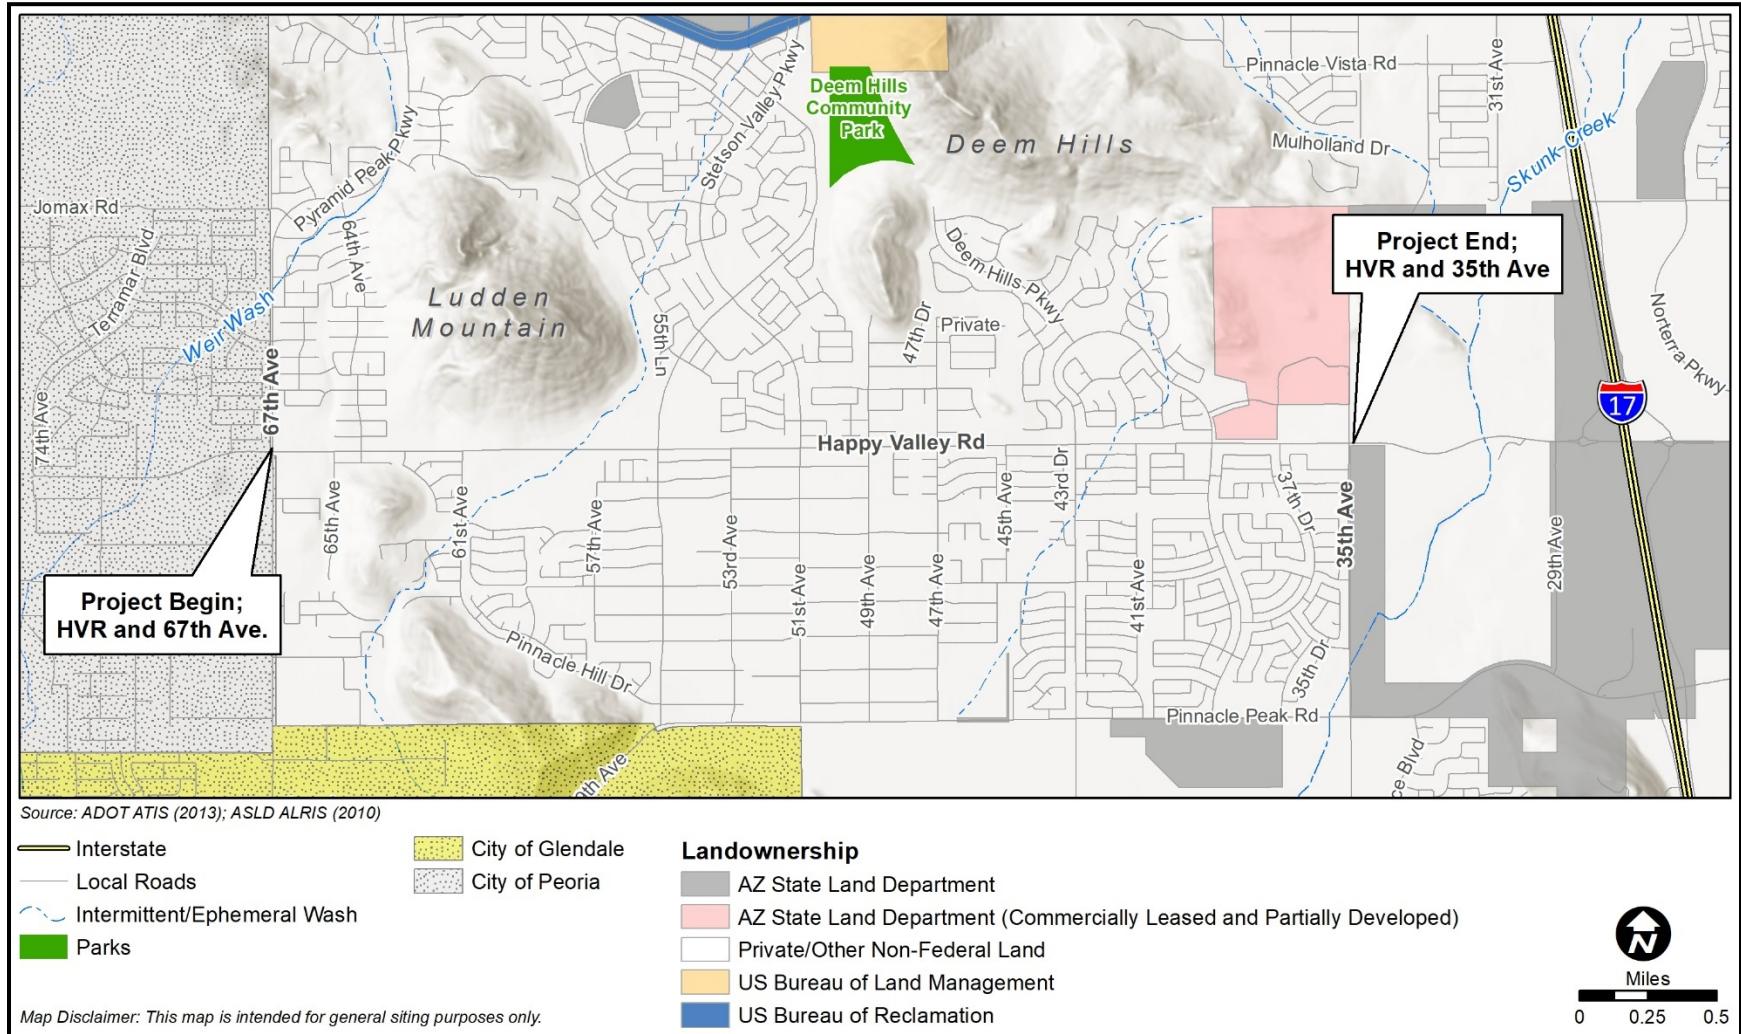 Pinnacle Vista Rd
31st Ave
Stetson Valley Pkwy
Deem Hills
Community
Park
Deem Hills
Mulholland Dr
Skunk Creek
Pyramid Peak Pkwy
Jomax Rd
64th Ave
Terramar Blvd
Weir Wash
Ludden
Mountain
Deem Hills Pkwy
Project End;
HVR and 35th Ave
Norterra Pkwy
67th Ave
55th Ln
47th Dr
Private
17
74th Ave
Happy Valley Rd
65th Ave
61st Ave
57th Ave
53rd Ave
51st Ave
49th Ave
47th Ave
45th Ave
43rd Dr
41st Ave
37th Dr
35th Ave
29th Ave
Project Begin;
HVR and 67th Ave.
Pinnacle Hill Dr
35th Dr
Pinnacle Peak Rd
9th Ave
ce Blvd
Source: ADOT ATIS (2013); ASLD ALRIS (2010)
Interstate
Local Roads
Intermittent/Ephemeral Wash
Parks
City of Glendale
City of Peoria
Landownership
AZ State Land Department
AZ State Land Department (Commercially Leased and Partially Developed)
Private/Other Non-Federal Land
US Bureau of Land Management
US Bureau of Reclamation
N
Miles
0 0.25 0.5
Map Disclaimer: This map is intended for general siting purposes only.